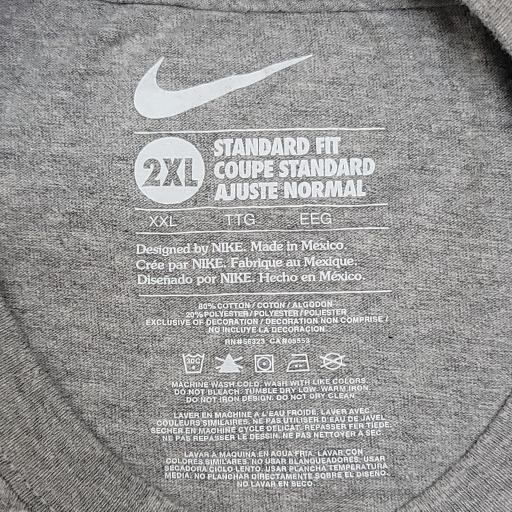 2XL
STANDARD FIT
COUPE STANDARD
AJUSTE NORMAL
XXL TTG EEG
Designed by NIKE. Made in Mexico.
Crée par NIKE. Fabrique au Mexique.
Diseñado por NIKE. Hecho en México.
80% COTTON / COTON / ALGODON
20% POLYESTER / POLYESTER / POLIESTER
EXCLUSIVE OF DECORATION / DECORATION NON COMPRISE /
NO INCLUYE LA DECORACION
RN#56323 CA#05553
MACHINE WASH COLD. WASH WITH LIKE COLORS.
DO NOT BLEACH. TUMBLE DRY LOW. WARM IRON.
DO NOT IRON DESIGN. DO NOT DRY CLEAN
LAVER EN MACHINE A L'EAU FROIDE. LAVER AVEC
COULEURS SIMILAIRES. NE PAS UTILISER D'EAU DE JAVEL
SECHER EN MACHINE CYCLE DELICAT. REPASSER FER TIEDE.
NE PAS REPASSER LE DESSIN. NE PAS NETTOYER A SEC
LAVAR A MAQUINA EN AGUA FRIA. LAVAR CON
COLORES SIMILARES. NO USAR BLANQUEADORES. USAR
SECADORA CICLO LENTO. USAR PLANCHA TEMPERATURA
MEDIA. NO PLANCHAR DIRECTAMENTE SOBRE EL DISEÑO.
NO LAVAR EN SECO.